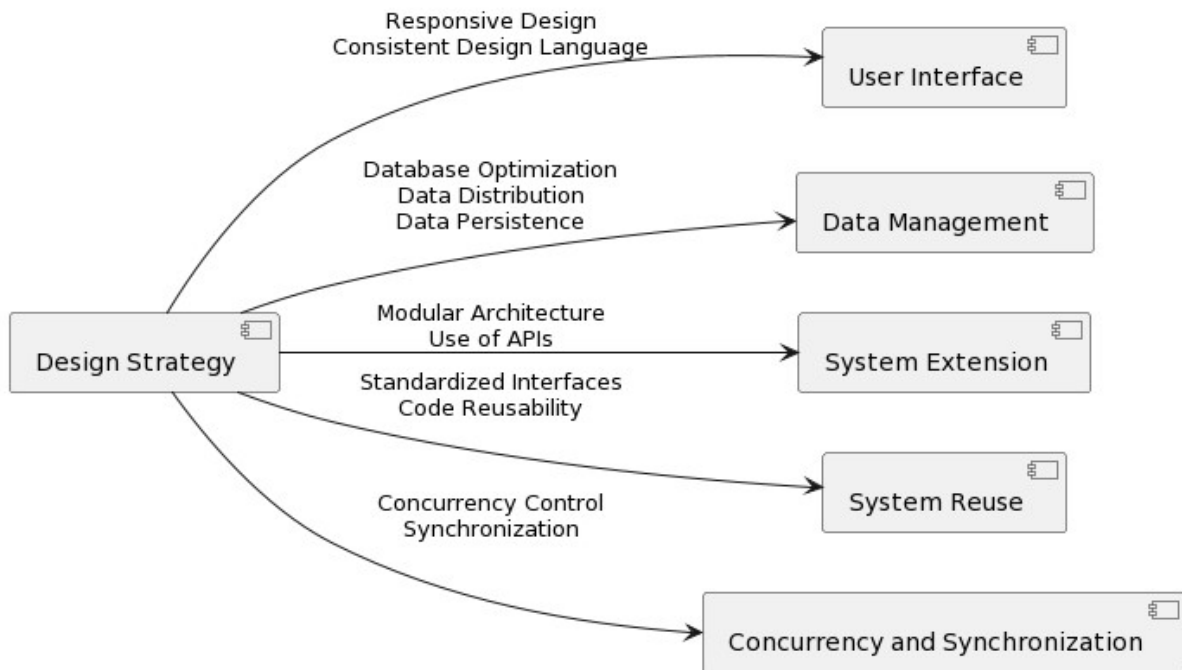 Responsive Design
Consistent Design Language
User Interface
Database Optimization
Data Distribution
Data Persistence
Data Management
Design Strategy
Modular Architecture
Use of APIs
System Extension
Standardized Interfaces
Code Reusability
System Reuse
Concurrency Control
Synchronization
Concurrency and Synchronization